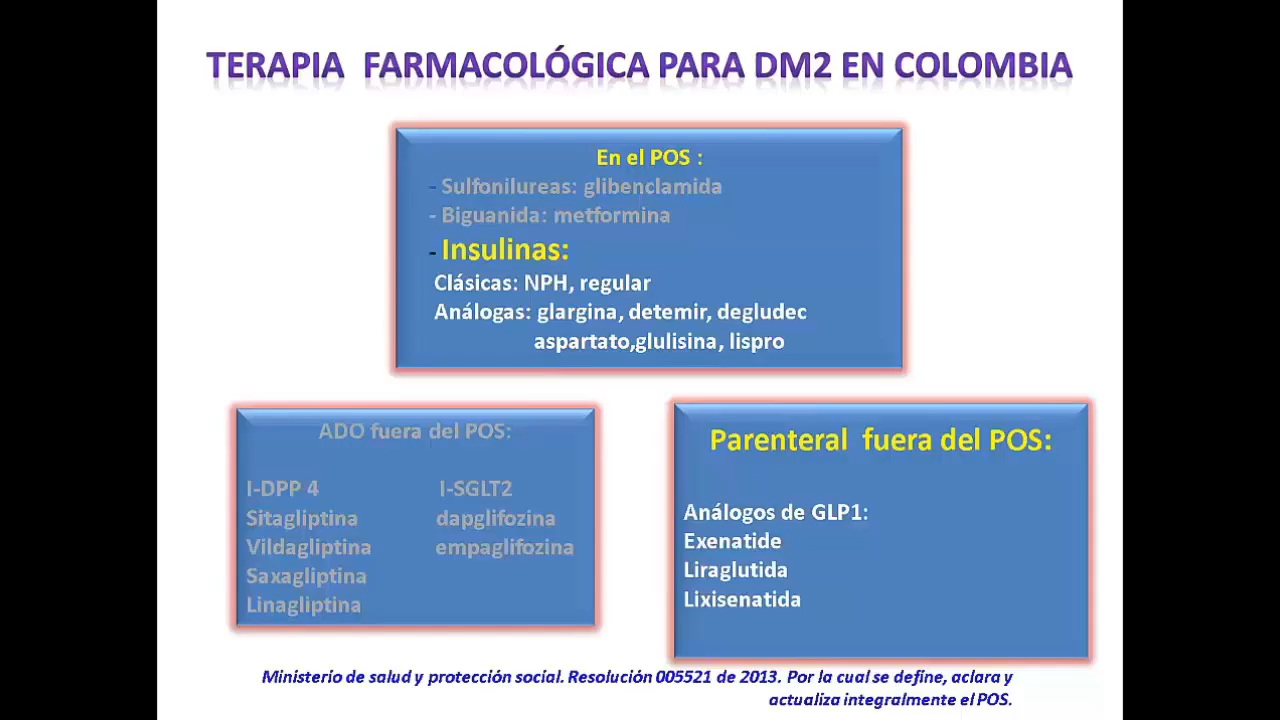 TERAPIA FARMACOLÓGICA PARA DM2 EN COLOMBIA
En el POS :
- Sulfonilureas: glibenclamida
- Biguanida: metformina
- Insulinas:
Clásicas: NPH, regular
Análogas: glargina, detemir, degludec
aspartato,glulisina, lispro
ADO fuera del POS:
I-DPP 4 I-SGLT2
Sitagliptina dapglifozina
Vildagliptina empaglifozina
Saxagliptina
Linagliptina
Parenteral fuera del POS:
Análogos de GLP1:
Exenatide
Liraglutida
Lixisenatida
Ministerio de salud y protección social. Resolución 005521 de 2013. Por la cual se define, aclara y
actualiza integralmente el POS.